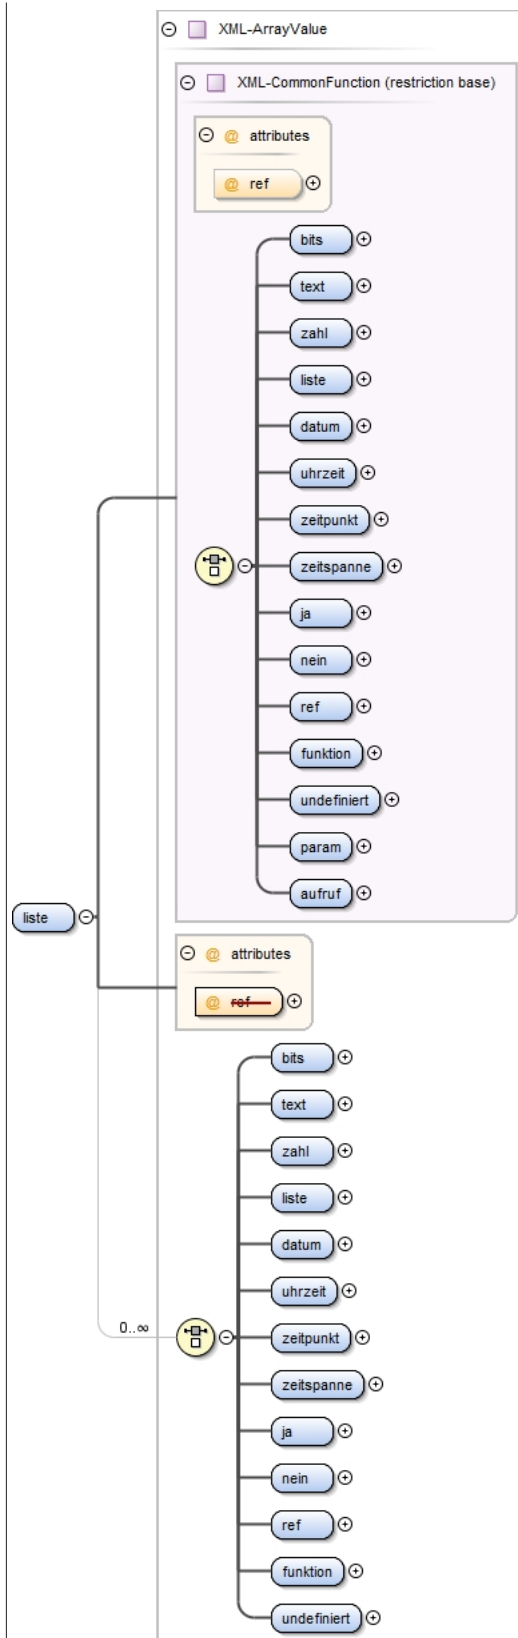 XML-ArrayValue
XML-CommonFunction (restriction base)
@ attributes
@ ref
bits
text
zahl
liste
datum
uhrzeit
zeitpunkt
zeitspanne
ja
nein
ref
funktion
undefiniert
param
aufruf
liste
@ attributes
@ ref
bits
text
zahl
liste
datum
uhrzeit
0..∞
zeitpunkt
zeitspanne
ja
nein
ref
funktion
undefiniert